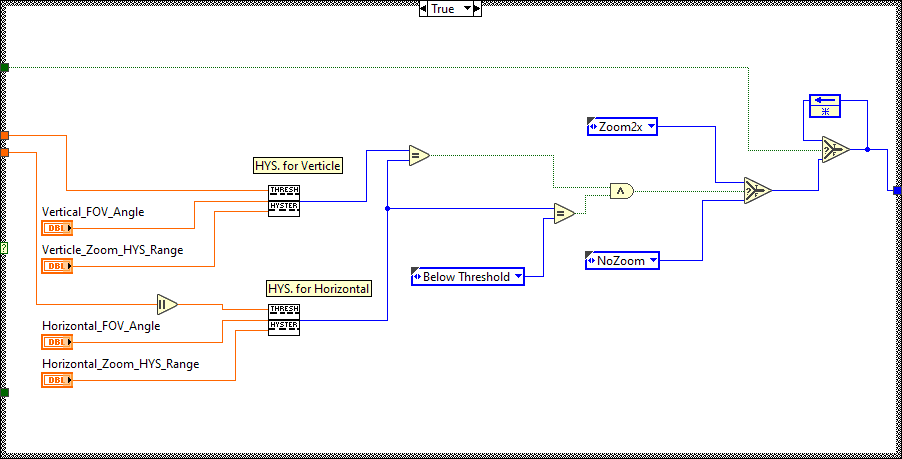 True
Zoom2x
HYS. for Verticle
THRESH
HYSTER
Vertical_FOV_Angle
DBL
Verticle_Zoom_HYS_Range
DBL
NoZoom
Below Threshold
HYS. for Horizontal
THRESH
HYSTER
Horizontal_FOV_Angle
DBL
Horizontal_Zoom_HYS_Range
DBL